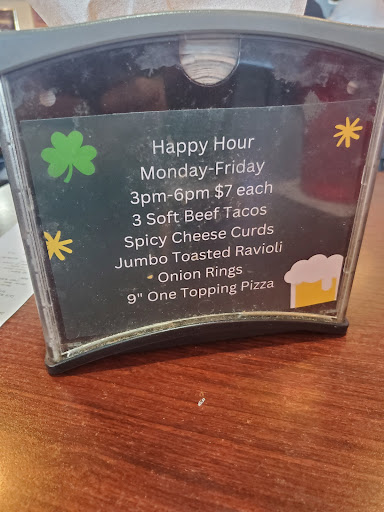 Happy Hour
Monday-Friday
3pm-6pm $7 each
3 Soft Beef Tacos
Spicy Cheese Curds
Jumbo Toasted Ravioli
Onion Rings
9" One Topping Pizza